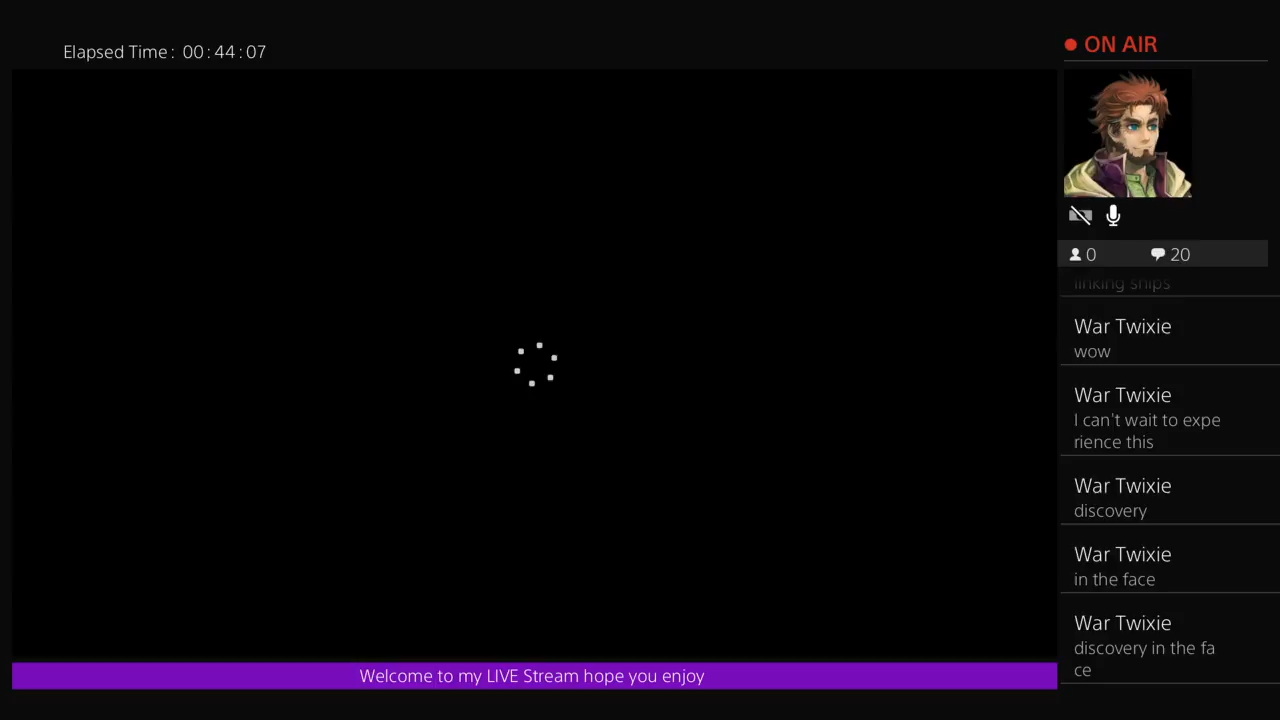 Elapsed Time: 00:44:07
ON AIR
0 20
linking ships
War Twixie
wow
War Twixie
I can't wait to expe
rience this
War Twixie
discovery
War Twixie
in the face
War Twixie
discovery in the fa
ce
Welcome to my LIVE Stream hope you enjoy